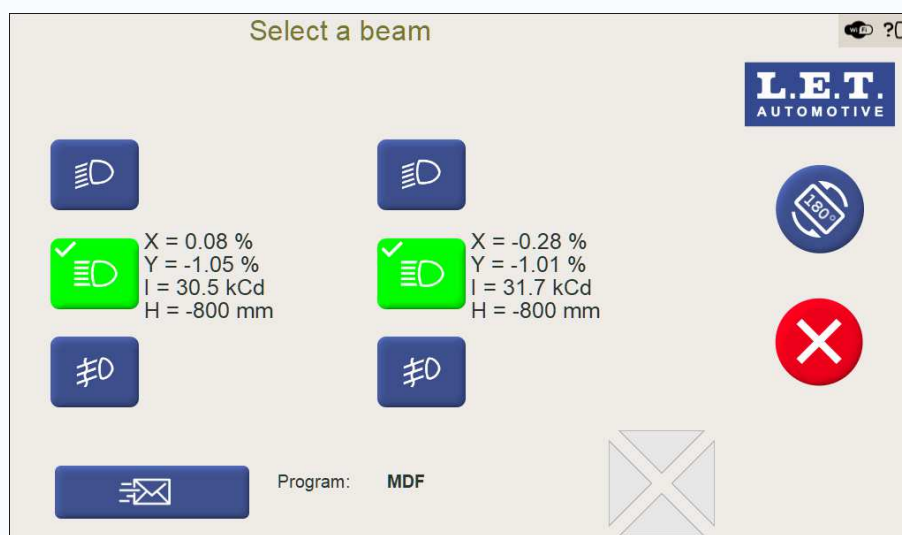 Select a beam
WiFi ?
L.E.T.
AUTOMOTIVE
X = 0.08 %
Y = -1.05 %
I = 30.5 kCd
H = -800 mm
X = -0.28 %
Y = -1.01 %
I = 31.7 kCd
H = -800 mm
180°
Program: MDF